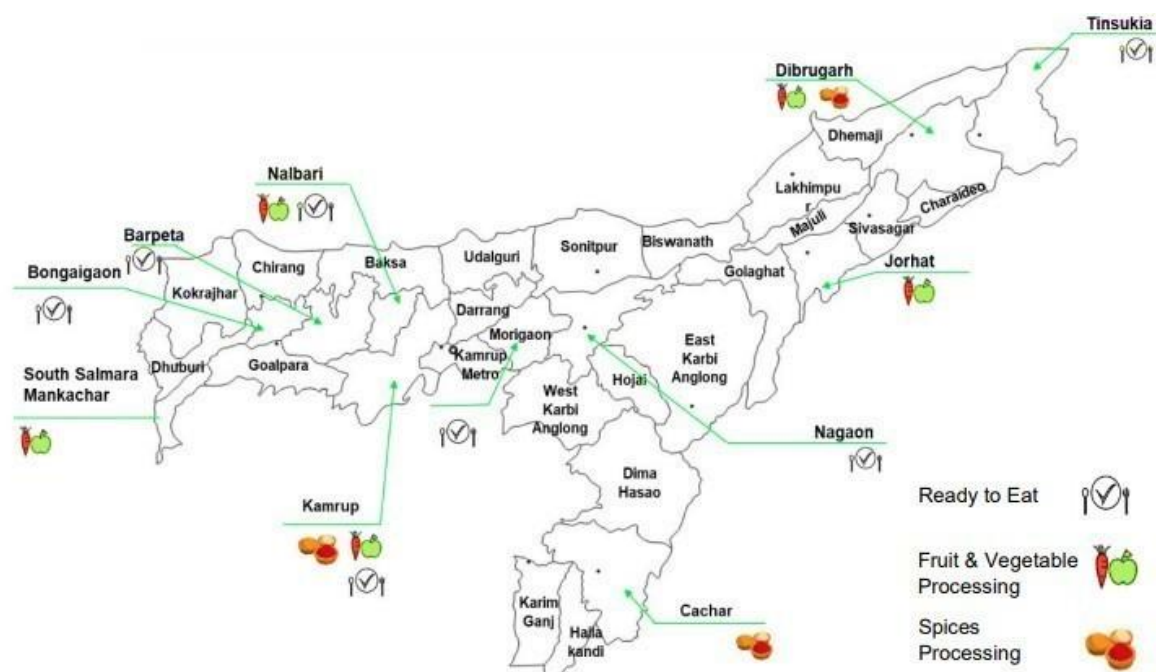 Tinsukia
Dibrugarh
Dhemaji
Nalbari
Lakhimpu
r
Majuli
Charaideo
Sivasagar
Barpeta
Bongaigaon
Chirang
Baksa
Udalguri
Sonitpur
Biswanath
Golaghat
Jorhat
Kokrajhar
Darrang
Morigaon
Kamrup
Metro
East
Karbi
Anglong
Dhuburi
Goalpara
South Salmara
Mankachar
West
Karbi
Anglong
Hojai
Nagaon
Dima
Hasao
Kamrup
Karim
Ganj
Haila
kandi
Cachar
Ready to Eat
Fruit & Vegetable
Processing
Spices
Processing